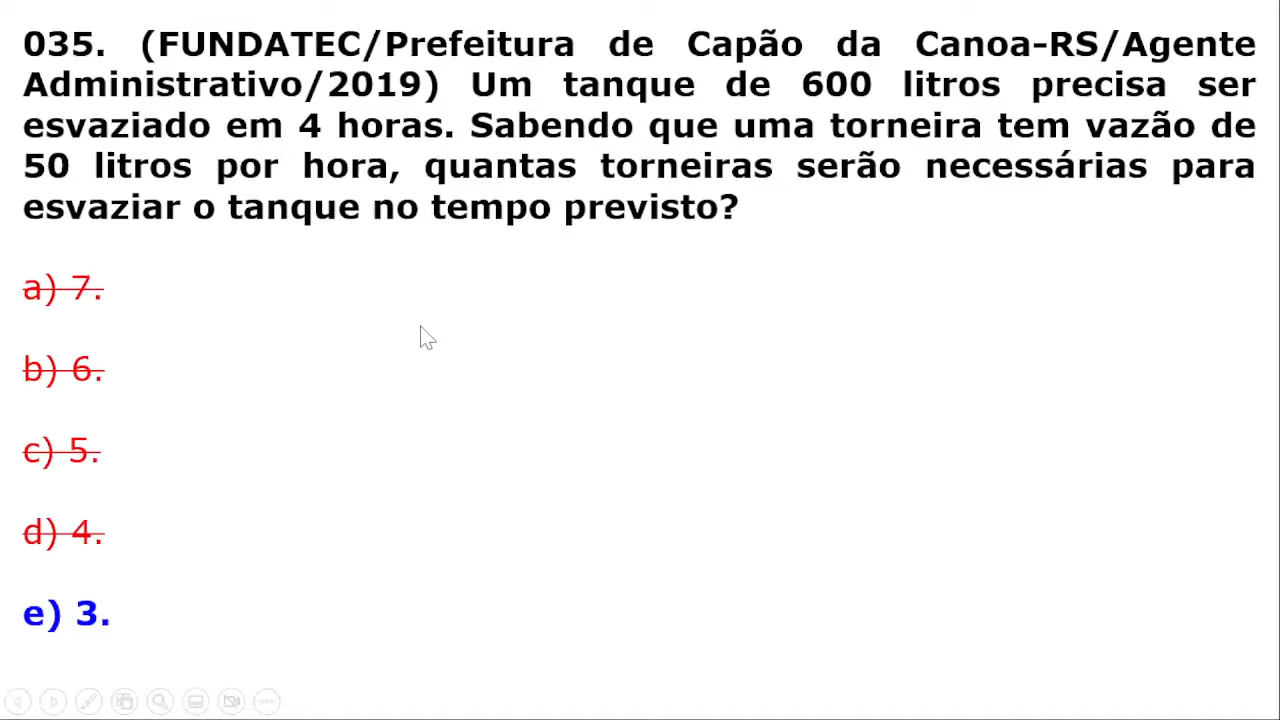 035. (FUNDATEC/Prefeitura de Capão da Canoa-RS/Agente
Administrativo/2019) Um tanque de 600 litros precisa ser
esvaziado em 4 horas. Sabendo que uma torneira tem vazão de
50 litros por hora, quantas torneiras serão necessárias para
esvaziar o tanque no tempo previsto?
a) 7.
b) 6.
c) 5.
d) 4.
e) 3.